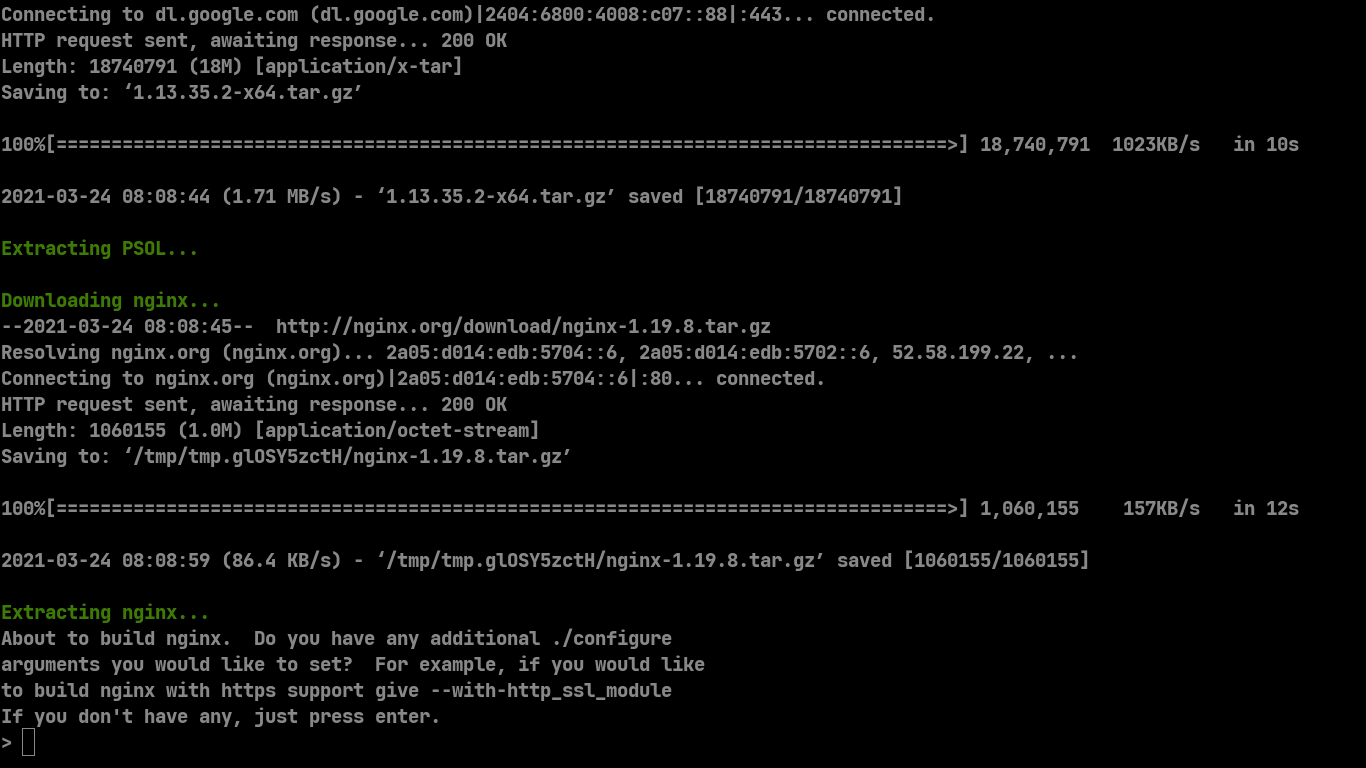 Connecting to dl.google.com (dl.google.com)|2404:6800:4008:c07::88|:443... connected.
HTTP request sent, awaiting response... 200 OK
Length: 18740791 (18M) [application/x-tar]
Saving to: ‘1.13.35.2-x64.tar.gz’
100%[=================================================================================>] 18,740,791  1023KB/s   in 10s
2021-03-24 08:08:44 (1.71 MB/s) - ‘1.13.35.2-x64.tar.gz’ saved [18740791/18740791]
Extracting PSOL...
Downloading nginx...
--2021-03-24 08:08:45--  http://nginx.org/download/nginx-1.19.8.tar.gz
Resolving nginx.org (nginx.org)... 2a05:d014:edb:5704::6, 2a05:d014:edb:5702::6, 52.58.199.22, ...
Connecting to nginx.org (nginx.org)|2a05:d014:edb:5704::6|:80... connected.
HTTP request sent, awaiting response... 200 OK
Length: 1060155 (1.0M) [application/octet-stream]
Saving to: ‘/tmp/tmp.glOSY5zctH/nginx-1.19.8.tar.gz’
100%[=================================================================================>] 1,060,155    157KB/s   in 12s
2021-03-24 08:08:59 (86.4 KB/s) - ‘/tmp/tmp.glOSY5zctH/nginx-1.19.8.tar.gz’ saved [1060155/1060155]
Extracting nginx...
About to build nginx.  Do you have any additional ./configure
arguments you would like to set?  For example, if you would like
to build nginx with https support give --with-http_ssl_module
If you don't have any, just press enter.
>